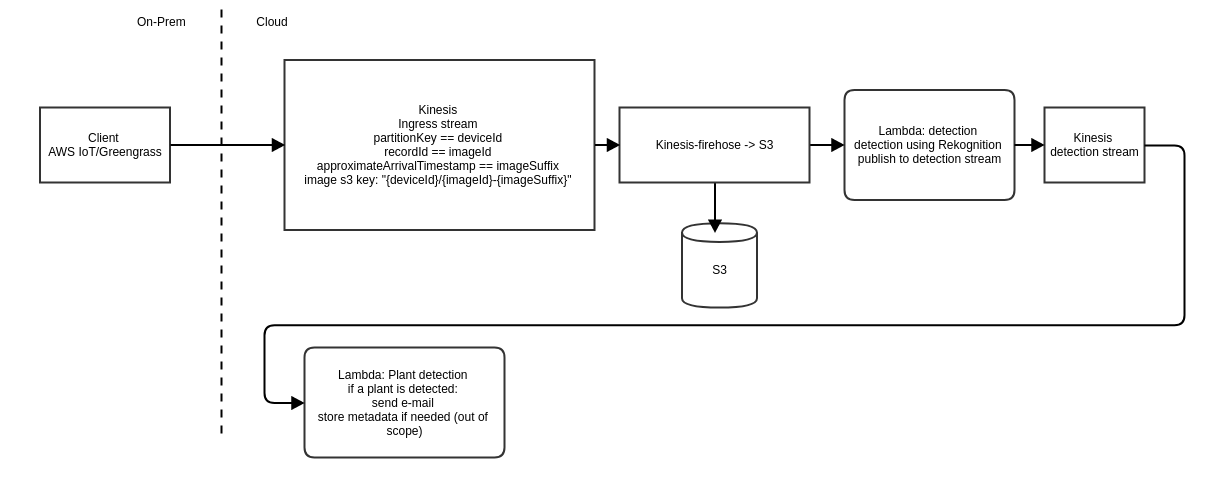 On-Prem
Cloud
Client
AWS IoT/Greengrass
Kinesis
Ingress stream
partitionKey == deviceId
recordId == imageId
approximateArrivalTimestamp == imageSuffix
image s3 key: "{deviceId}/{imageId}-{imageSuffix}"
Kinesis-firehose -> S3
S3
Lambda: detection
detection using Rekognition
publish to detection stream
Kinesis
detection stream
Lambda: Plant detection
if a plant is detected:
send e-mail
store metadata if needed (out of
scope)